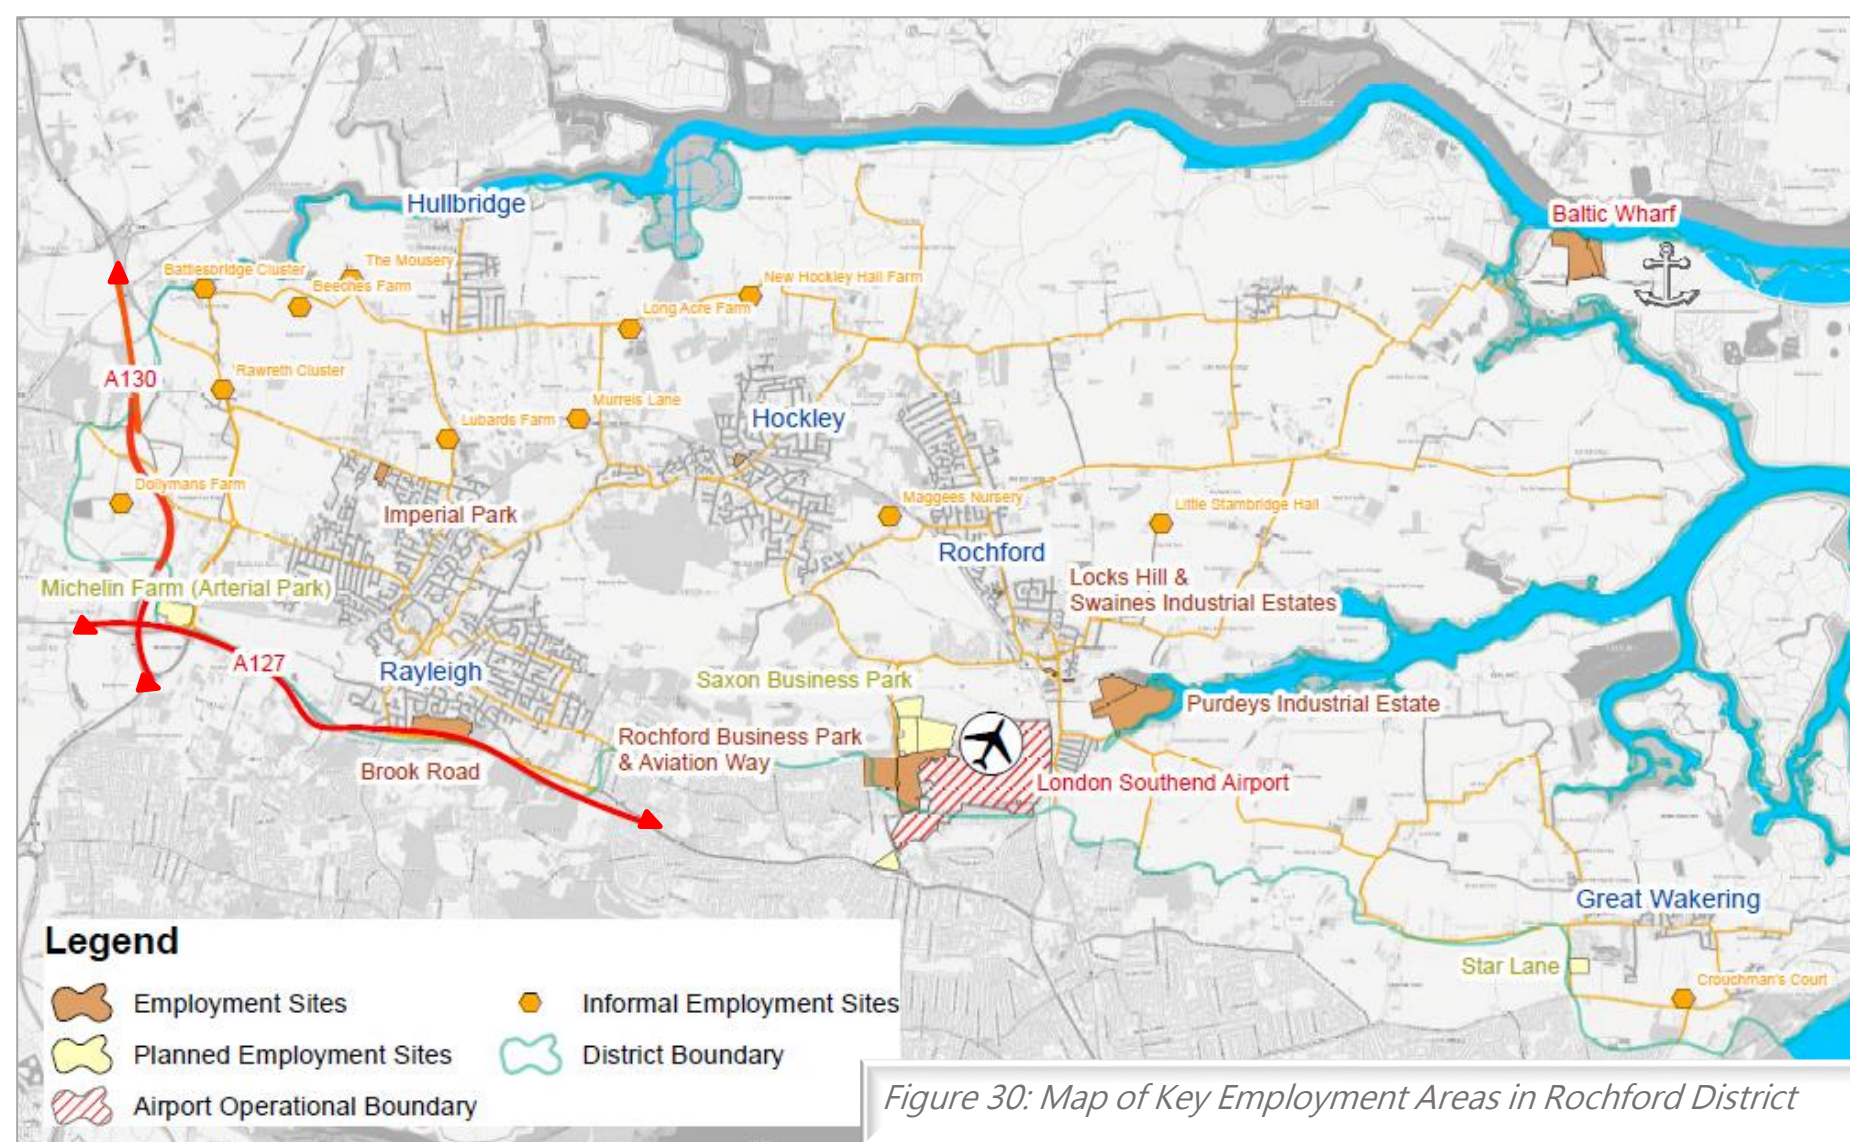 Hullbridge
Baltic Wharf
Battlesbridge Cluster
The Mousery
Beeches Farm
New Hockley Hall Farm
Long Acre Farm
A130
Rawreth Cluster
Murrels Lane
Lubards Farm
Hockley
Dollymans Farm
Imperial Park
Maggees Nursery
Little Stambridge Hall
Rochford
Michelin Farm (Arterial Park)
Locks Hill &
Swaines Industrial Estates
A127
Rayleigh
Saxon Business Park
Purdeys Industrial Estate
Rochford Business Park
& Aviation Way
Brook Road
London Southend Airport
Great Wakering
Star Lane
Crouchman's Court
Legend
Employment Sites
Informal Employment Sites
Planned Employment Sites
District Boundary
Airport Operational Boundary
Figure 30: Map of Key Employment Areas in Rochford District